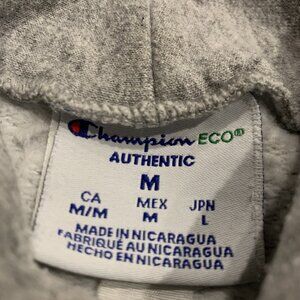 Champion ECO®
AUTHENTIC
M
CA MEX JPN
M/M M L
MADE IN NICARAGUA
FABRIQUÉ AU NICARAGUA
HECHO EN NICARAGUA